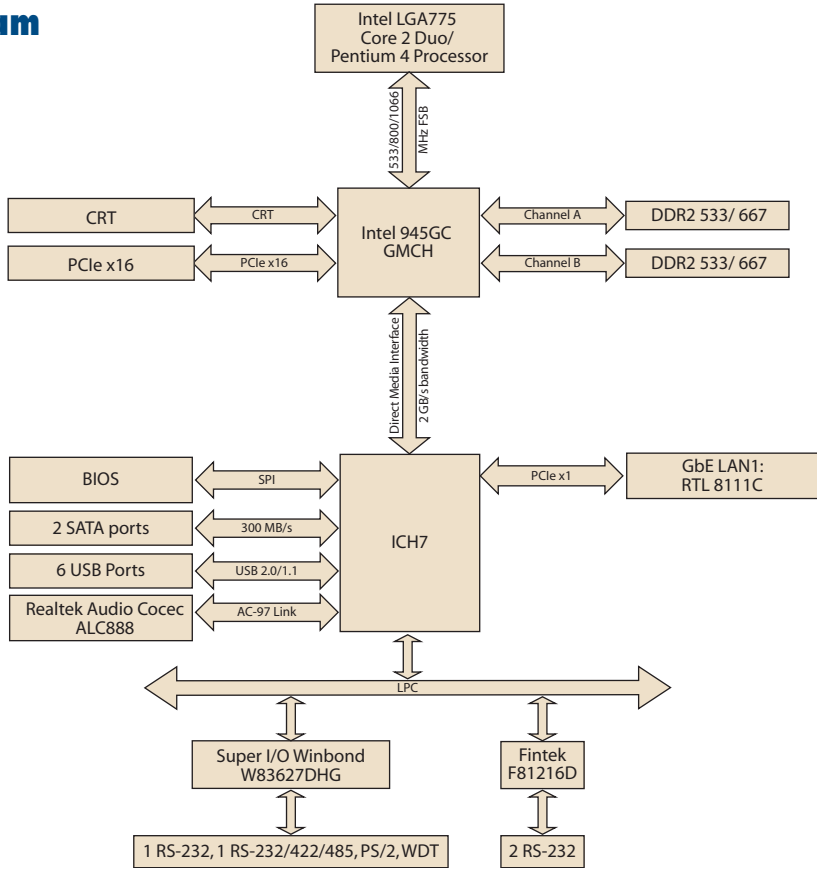 Intel LGA775
Core 2 Duo/
Pentium 4 Processor
533/800/1066
MHz FSB
CRT
CRT
Intel 945GC
GMCH
Channel A
DDR2 533/ 667
PCIe x16
PCIe x16
Channel B
DDR2 533/ 667
Direct Media Interface
2 GB/s bandwidth
BIOS
SPI
ICH7
PCIe x1
GbE LAN1:
RTL 8111C
2 SATA ports
300 MB/s
6 USB Ports
USB 2.0/1.1
Realtek Audio Cocec
ALC888
AC-97 Link
LPC
Super I/O Winbond
W83627DHG
Fintek
F81216D
1 RS-232, 1 RS-232/422/485, PS/2, WDT
2 RS-232